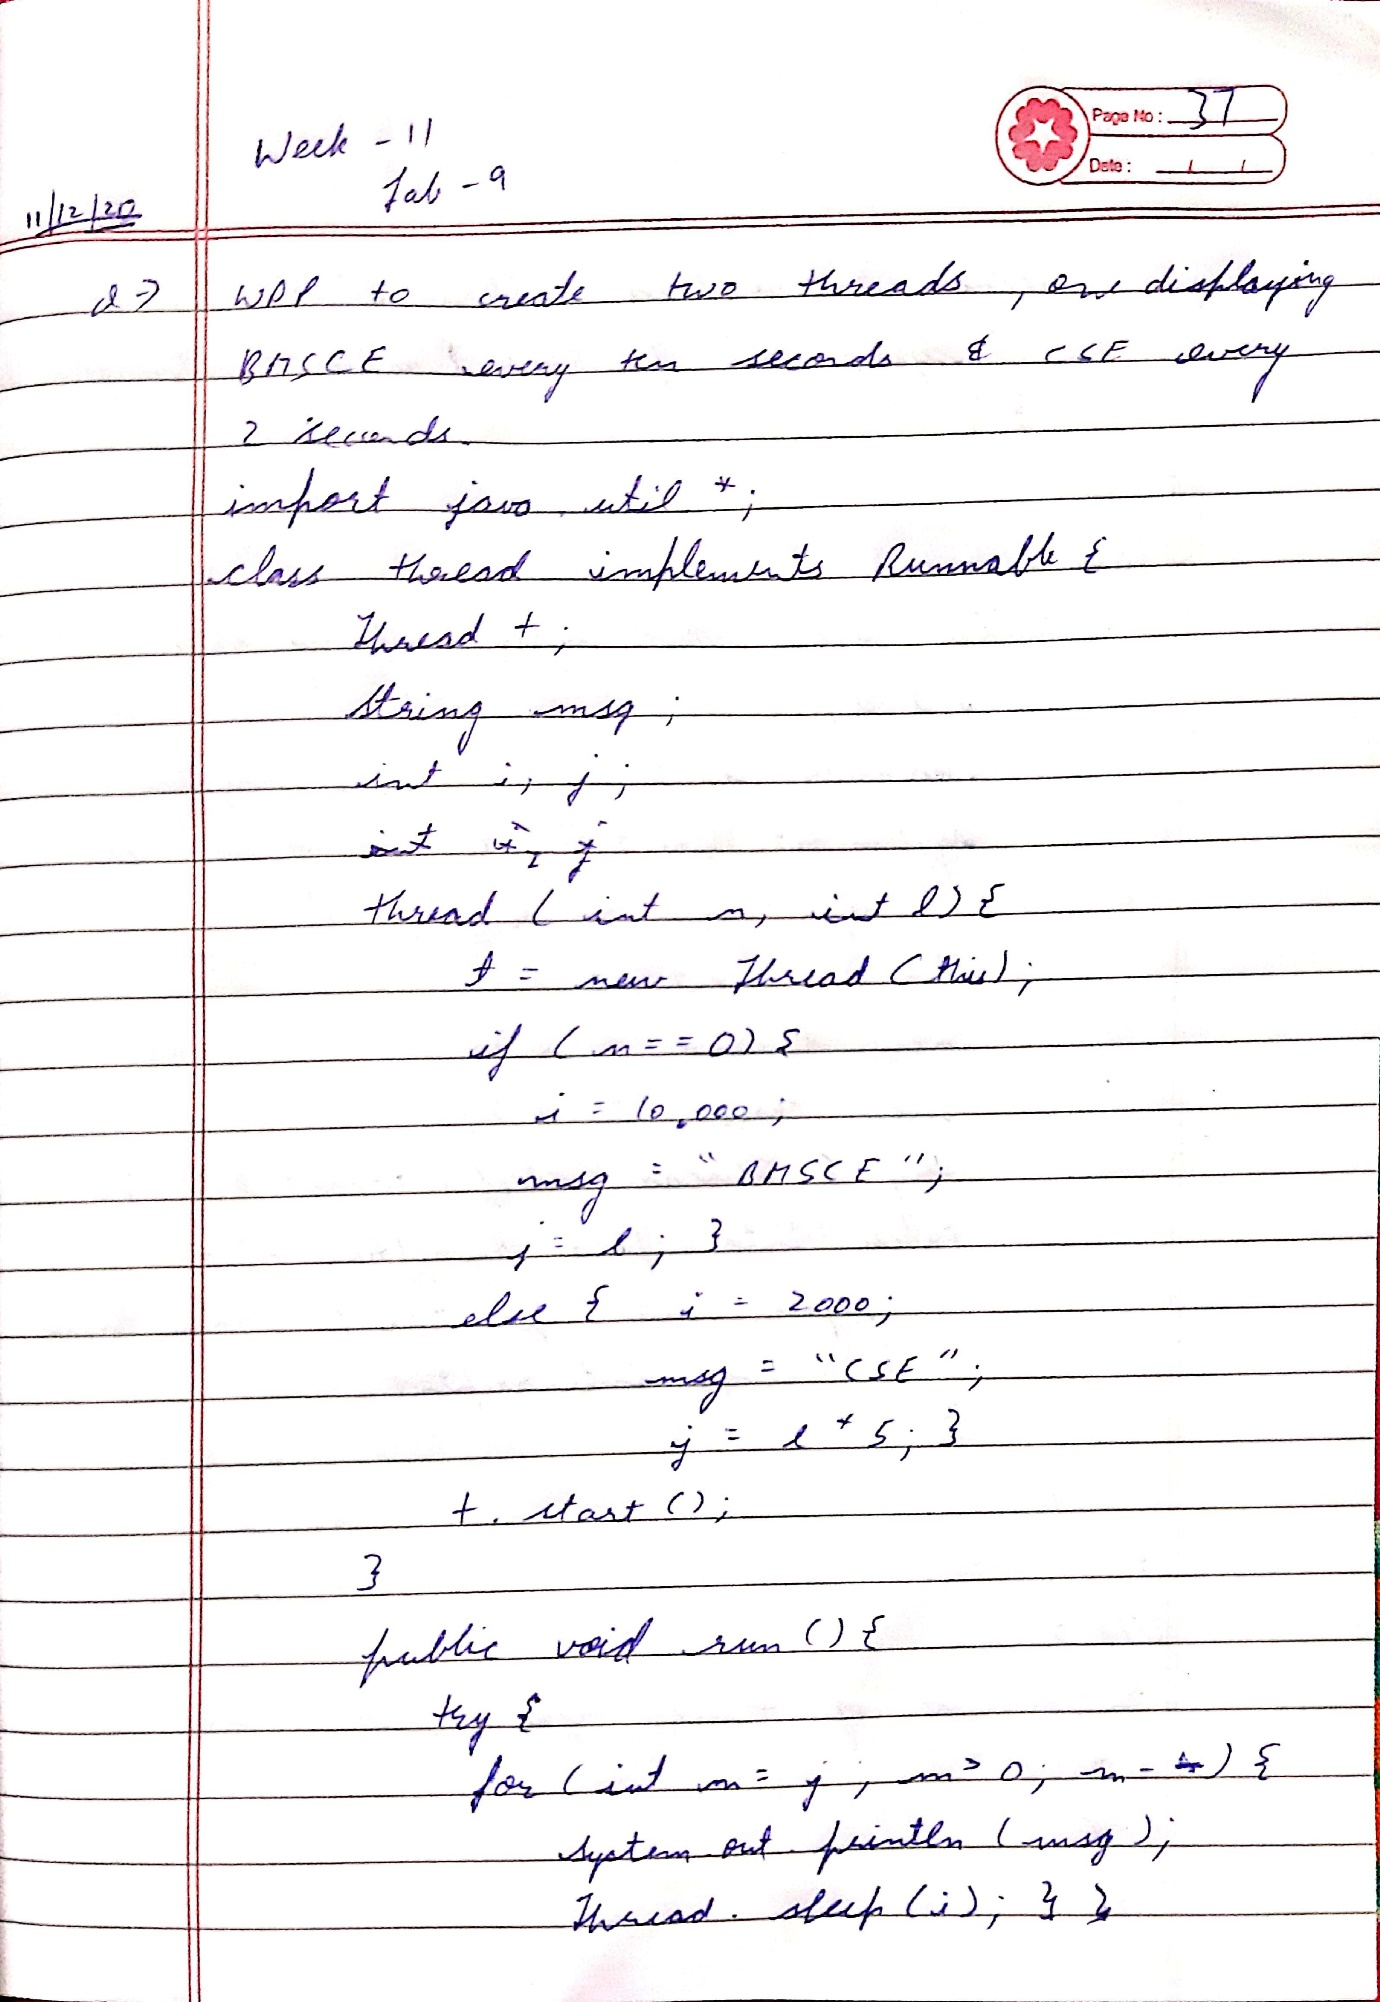 Page No: 37
Date:
Week - 11
Lab - 9
11/12/20
Q⇒ WAP to create two threads, one displaying
BMSCE every ten seconds & CSE every
2 seconds.
import java.util *;
class thread implements Runnable {
Thread t;
String msg;
int i, j;
int
thread (int n, int l) {
t = new Thread (this);
if (n == 0) {
i = 10,000;
msg = "BMSCE";
j = l; }
else { i = 2000;
msg = "CSE";
j = l * 5; }
t. start ();
}
public void run () {
try {
for (int m = j; m > 0; m--) {
System.out.println (msg);
Thread. sleep (i); } }